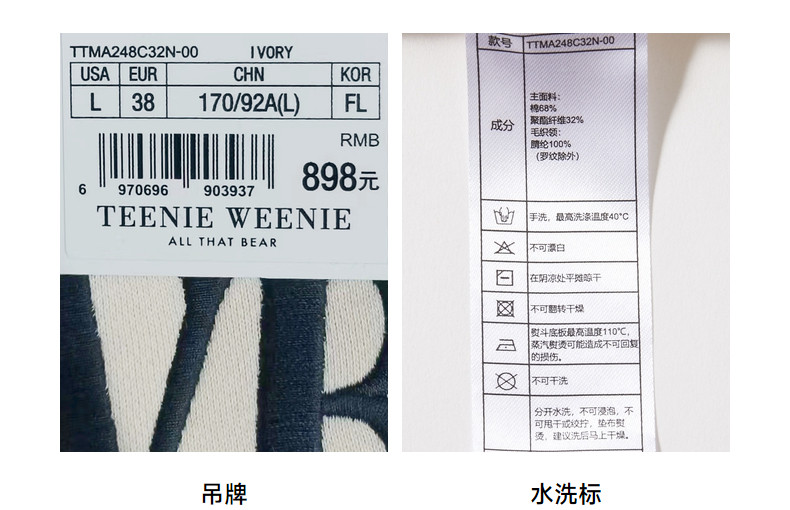 TTMA248C32N-00 IVORY
USA EUR CHN KOR
L 38 170/92A(L) FL
RMB
898元
6 970696 903937
TEENIE WEENIE
ALL THAT BEAR
吊牌
款号 TTMA248C32N-00
成分
主面料:
棉68%
聚酯纤维32%
毛织领:
腈纶100%
(罗纹除外)
手洗,最高洗涤温度40°C
不可漂白
在阴凉处平摊晾干
不可翻转干燥
熨斗底板最高温度110℃,
蒸汽熨烫可能造成不可回复
的损伤。
不可干洗
分开水洗,不可浸泡,不
可甩干或绞拧,垫布熨
烫,建议洗后马上干燥。
水洗标